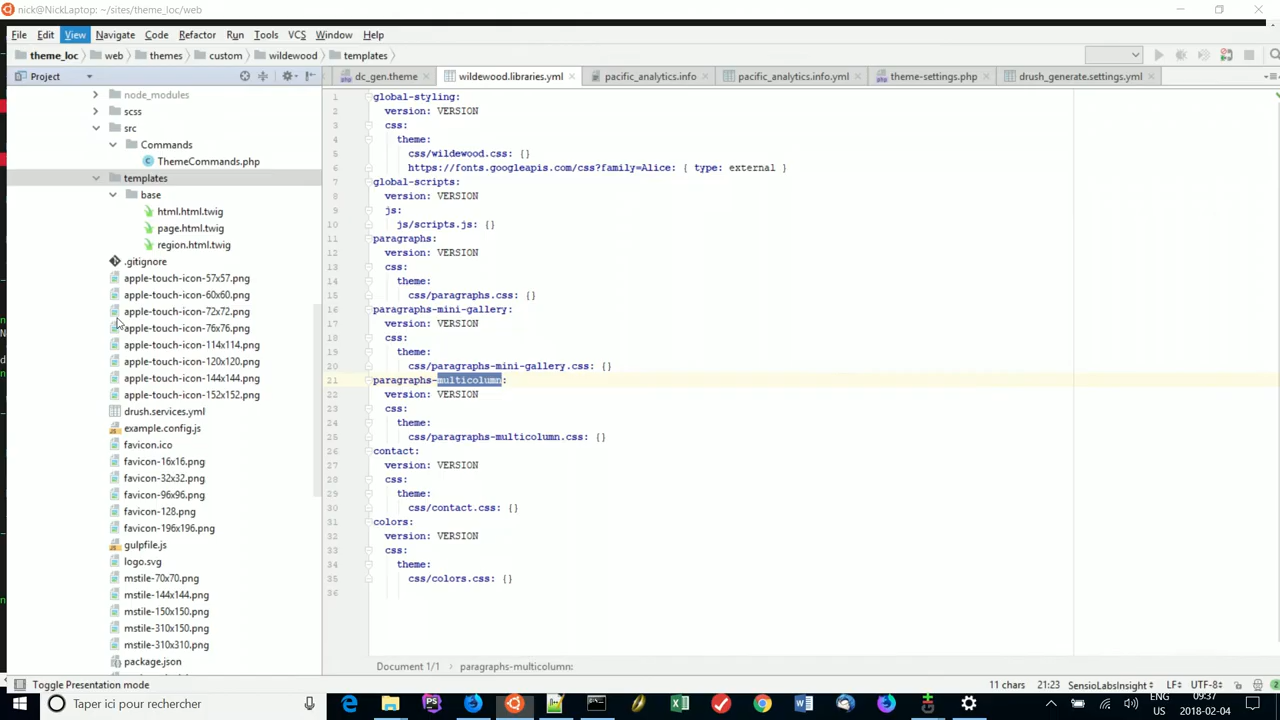 nick@NickLaptop: ~/sites/theme_loc/web
File Edit View Navigate Code Refactor Run Tools VCS Window Help
theme_loc web themes custom wildewood templates
Project
dc_gen.theme wildewood.libraries.yml pacific_analytics.info pacific_analytics.info.yml theme-settings.php drush_generate.settings.yml
node_modules
scss
src
Commands
ThemeCommands.php
templates
base
html.html.twig
page.html.twig
region.html.twig
.gitignore
apple-touch-icon-57x57.png
apple-touch-icon-60x60.png
apple-touch-icon-72x72.png
apple-touch-icon-76x76.png
apple-touch-icon-114x114.png
apple-touch-icon-120x120.png
apple-touch-icon-144x144.png
apple-touch-icon-152x152.png
drush.services.yml
example.config.js
favicon.ico
favicon-16x16.png
favicon-32x32.png
favicon-96x96.png
favicon-128.png
favicon-196x196.png
gulpfile.js
logo.svg
mstile-70x70.png
mstile-144x144.png
mstile-150x150.png
mstile-310x150.png
mstile-310x310.png
package.json
1 global-styling:
2 version: VERSION
3 css:
4 theme:
5 css/wildewood.css: {}
6 https://fonts.googleapis.com/css?family=Alice: { type: external }
7 global-scripts:
8 version: VERSION
9 js:
10 js/scripts.js: {}
11 paragraphs:
12 version: VERSION
13 css:
14 theme:
15 css/paragraphs.css: {}
16 paragraphs-mini-gallery:
17 version: VERSION
18 css:
19 theme:
20 css/paragraphs-mini-gallery.css: {}
21 paragraphs-multicolumn:
22 version: VERSION
23 css:
24 theme:
25 css/paragraphs-multicolumn.css: {}
26 contact:
27 version: VERSION
28 css:
29 theme:
30 css/contact.css: {}
31 colors:
32 version: VERSION
33 css:
34 theme:
35 css/colors.css: {}
36
Document 1/1 paragraphs-multicolumn:
Toggle Presentation mode
11 chars 21:23 SensioLabsInsight LF: UTF-8:
Taper ici pour rechercher
ENG 09:37
US 2018-02-04